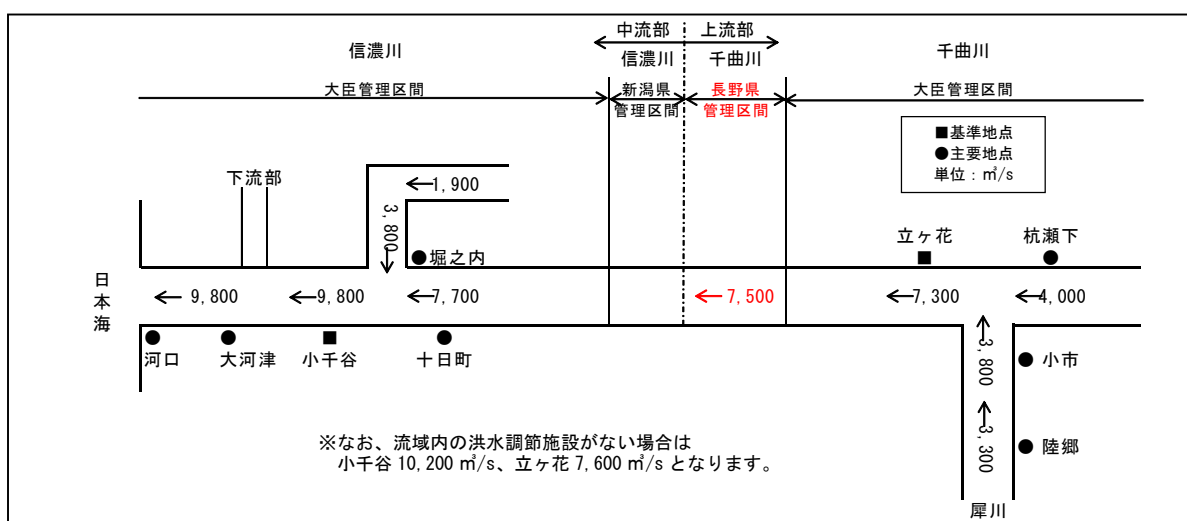 中流部 上流部
信濃川 信濃川 千曲川 千曲川
大臣管理区間 新潟県 長野県 大臣管理区間
管理区間 管理区間
■基準地点
●主要地点
単位：㎥/s
下流部
←1,900
3,800
●堀之内
立ヶ花 杭瀬下
日本海
← 9,800 ←9,800 ←7,700 ←7,500 ←7,300 ←4,000
河口 大河津 小千谷 十日町
3,800
小市
3,300
陸郷
※なお、流域内の洪水調節施設がない場合は
小千谷 10,200 ㎥/s、立ヶ花 7,600 ㎥/s となります。
犀川